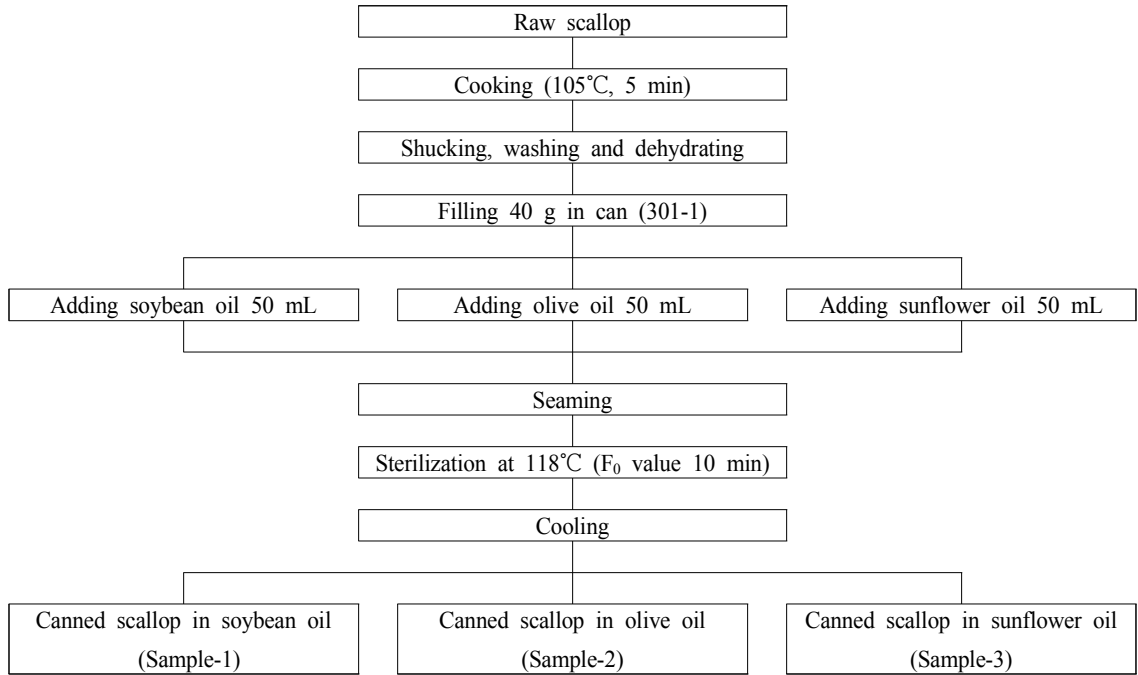 Raw scallop
Cooking (105℃, 5 min)
Shucking, washing and dehydrating
Filling 40 g in can (301-1)
Adding soybean oil 50 mL
Adding olive oil 50 mL
Adding sunflower oil 50 mL
Seaming
Sterilization at 118℃ (F₀ value 10 min)
Cooling
Canned scallop in soybean oil
(Sample-1)
Canned scallop in olive oil
(Sample-2)
Canned scallop in sunflower oil
(Sample-3)